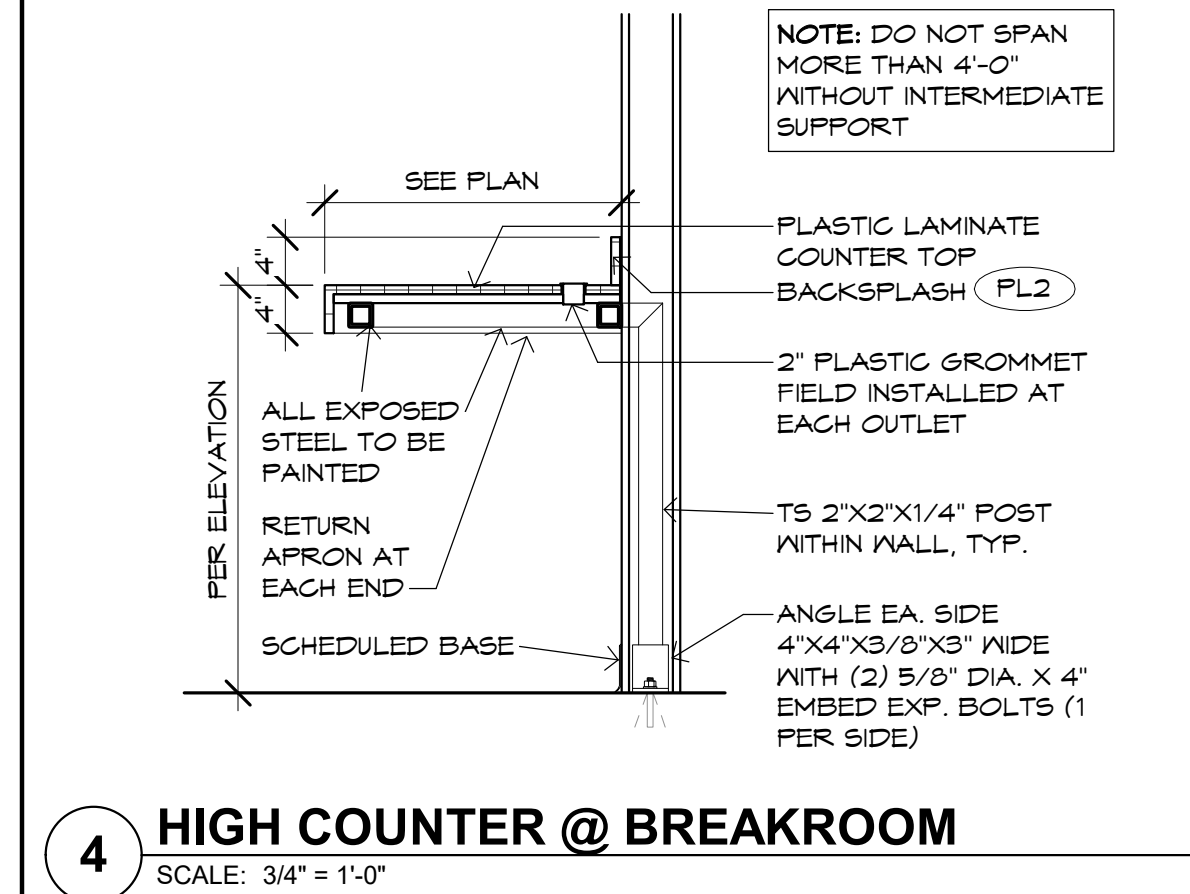 NOTE: DO NOT SPAN
MORE THAN 4'-0"
WITHOUT INTERMEDIATE
SUPPORT
SEE PLAN
4"
4"
PER ELEVATION
PLASTIC LAMINATE
COUNTER TOP
BACKSPLASH PL2
2" PLASTIC GROMMET
FIELD INSTALLED AT
EACH OUTLET
ALL EXPOSED
STEEL TO BE
PAINTED
RETURN
APRON AT
EACH END
SCHEDULED BASE
TS 2"X2"X1/4" POST
WITHIN WALL, TYP.
ANGLE EA. SIDE
4"X4"X3/8"X3" WIDE
WITH (2) 5/8" DIA. X 4"
EMBED EXP. BOLTS (1
PER SIDE)
4 HIGH COUNTER @ BREAKROOM
SCALE: 3/4" = 1'-0"